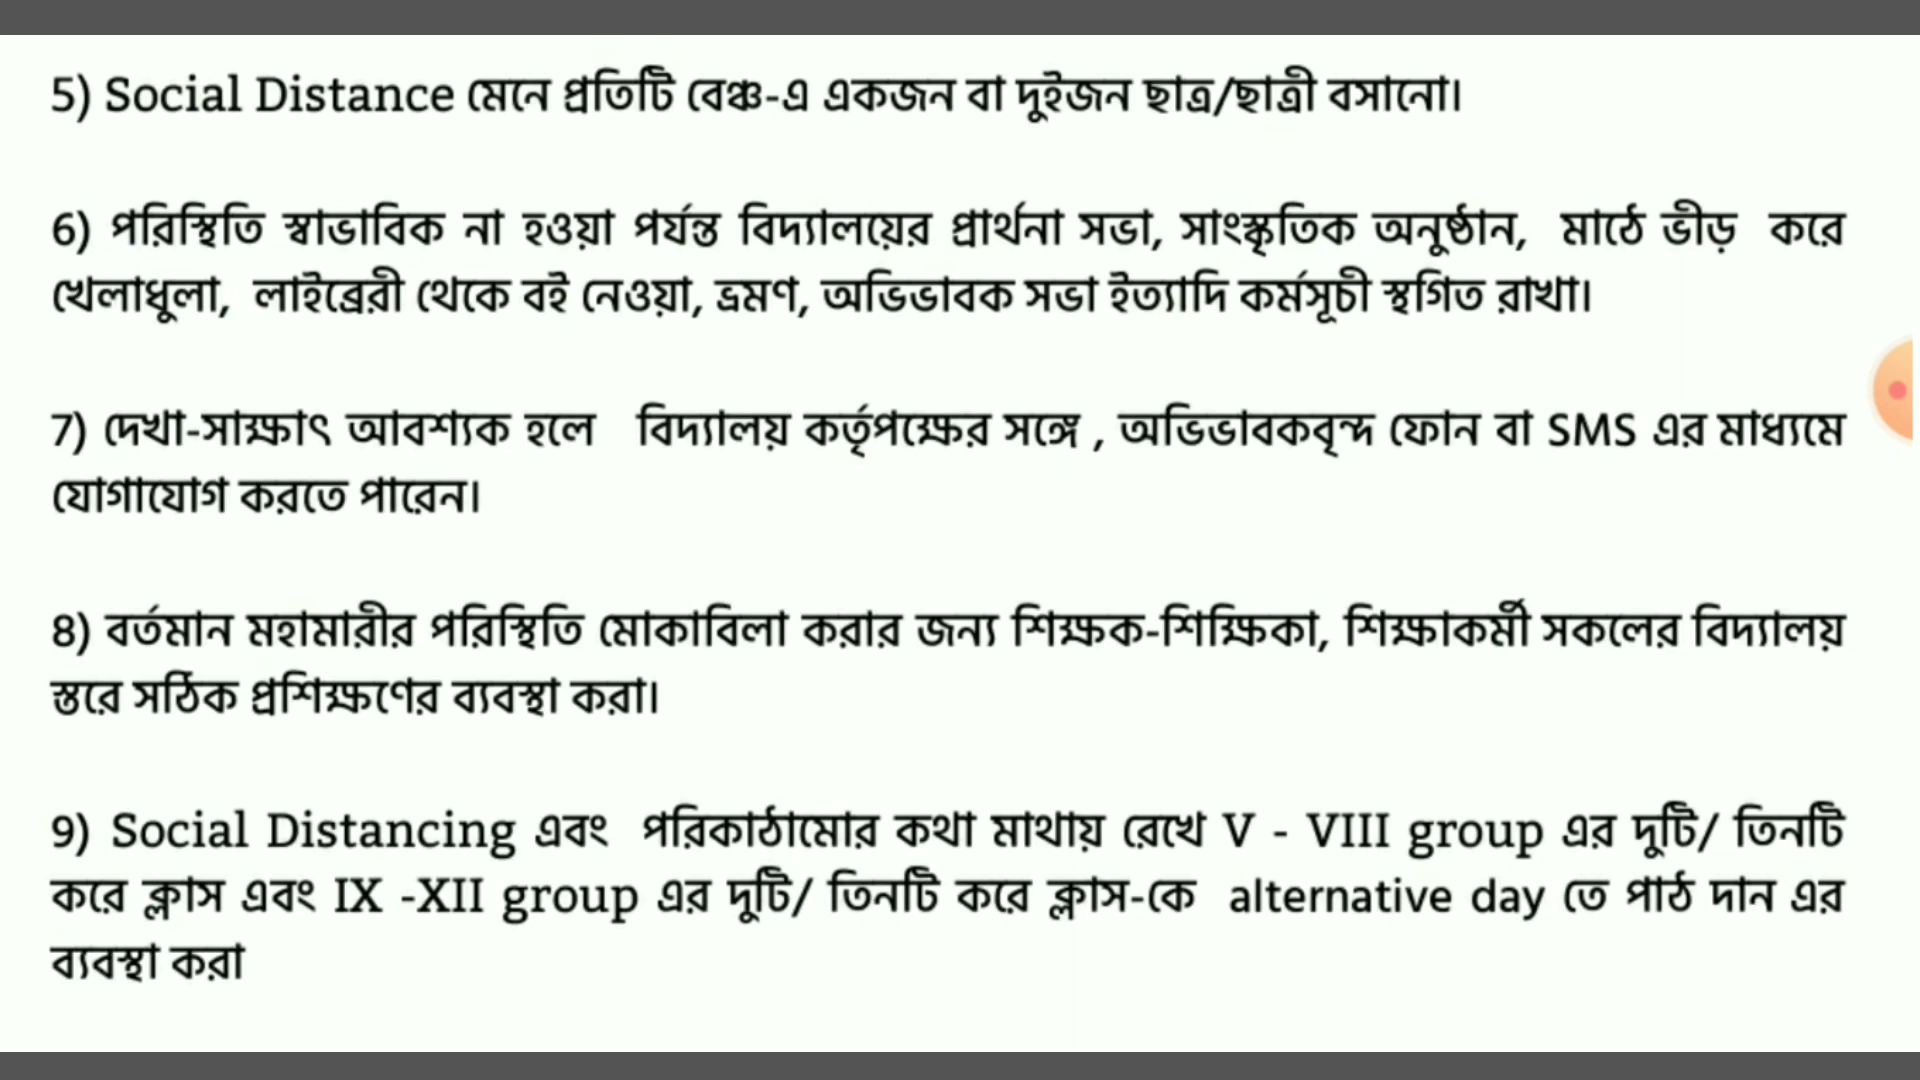 5) Social Distance মেনে প্রতিটি বেঞ্চ-এ একজন বা দুইজন ছাত্র/ছাত্রী বসানো।
6) পরিস্থিতি স্বাভাবিক না হওয়া পর্যন্ত বিদ্যালয়ের প্রার্থনা সভা, সাংস্কৃতিক অনুষ্ঠান, মাঠে ভীড় করে
খেলাধুলা, লাইব্রেরী থেকে বই নেওয়া, ভ্রমণ, অভিভাবক সভা ইত্যাদি কর্মসূচী স্থগিত রাখা।
7) দেখা-সাক্ষাৎ আবশ্যক হলে বিদ্যালয় কর্তৃপক্ষের সঙ্গে , অভিভাবকবৃন্দ ফোন বা SMS এর মাধ্যমে
যোগাযোগ করতে পারেন।
8) বর্তমান মহামারীর পরিস্থিতি মোকাবিলা করার জন্য শিক্ষক-শিক্ষিকা, শিক্ষাকর্মী সকলের বিদ্যালয়
স্তরে সঠিক প্রশিক্ষণের ব্যবস্থা করা।
9) Social Distancing এবং পরিকাঠামোর কথা মাথায় রেখে V - VIII group এর দুটি/ তিনটি
করে ক্লাস এবং IX -XII group এর দুটি/ তিনটি করে ক্লাস-কে alternative day তে পাঠ দান এর
ব্যবস্থা করা